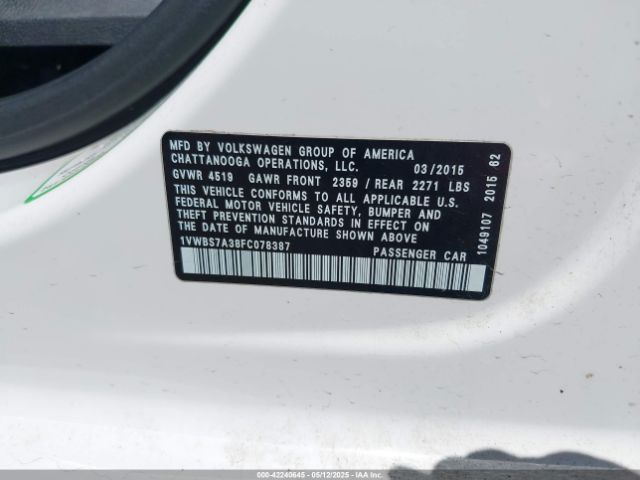 MFD BY VOLKSWAGEN GROUP OF AMERICA
CHATTANOOGA OPERATIONS, LLC. 03/2015
GVWR 4519 GAWR FRONT 2359 / REAR 2271 LBS
THIS VEHICLE CONFORMS TO ALL APPLICABLE U.S.
FEDERAL MOTOR VEHICLE SAFETY, BUMPER AND
THEFT PREVENTION STANDARDS IN EFFECT ON
THE DATE OF MANUFACTURE SHOWN ABOVE
1VWBS7A38FC078387 PASSENGER CAR
1049107 2015 62
000-42240645 - 05/12/2025 - IAA Inc.